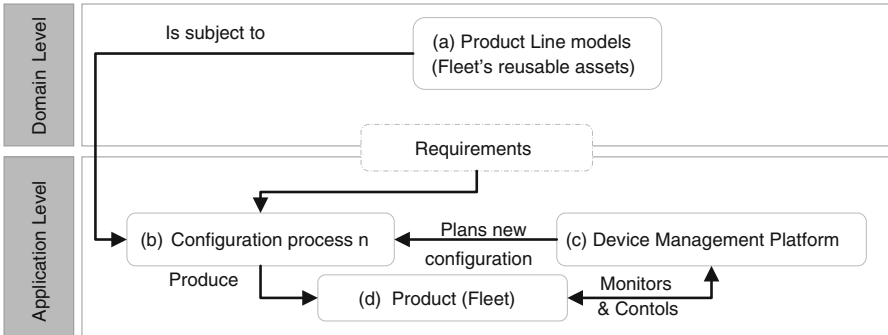 Domain Level
Is subject to
(a) Product Line models
(Fleet's reusable assets)
Requirements
Application Level
(b) Configuration process n
Plans new
configuration
(c) Device Management Platform
Produce
(d) Product (Fleet)
Monitors
& Contols